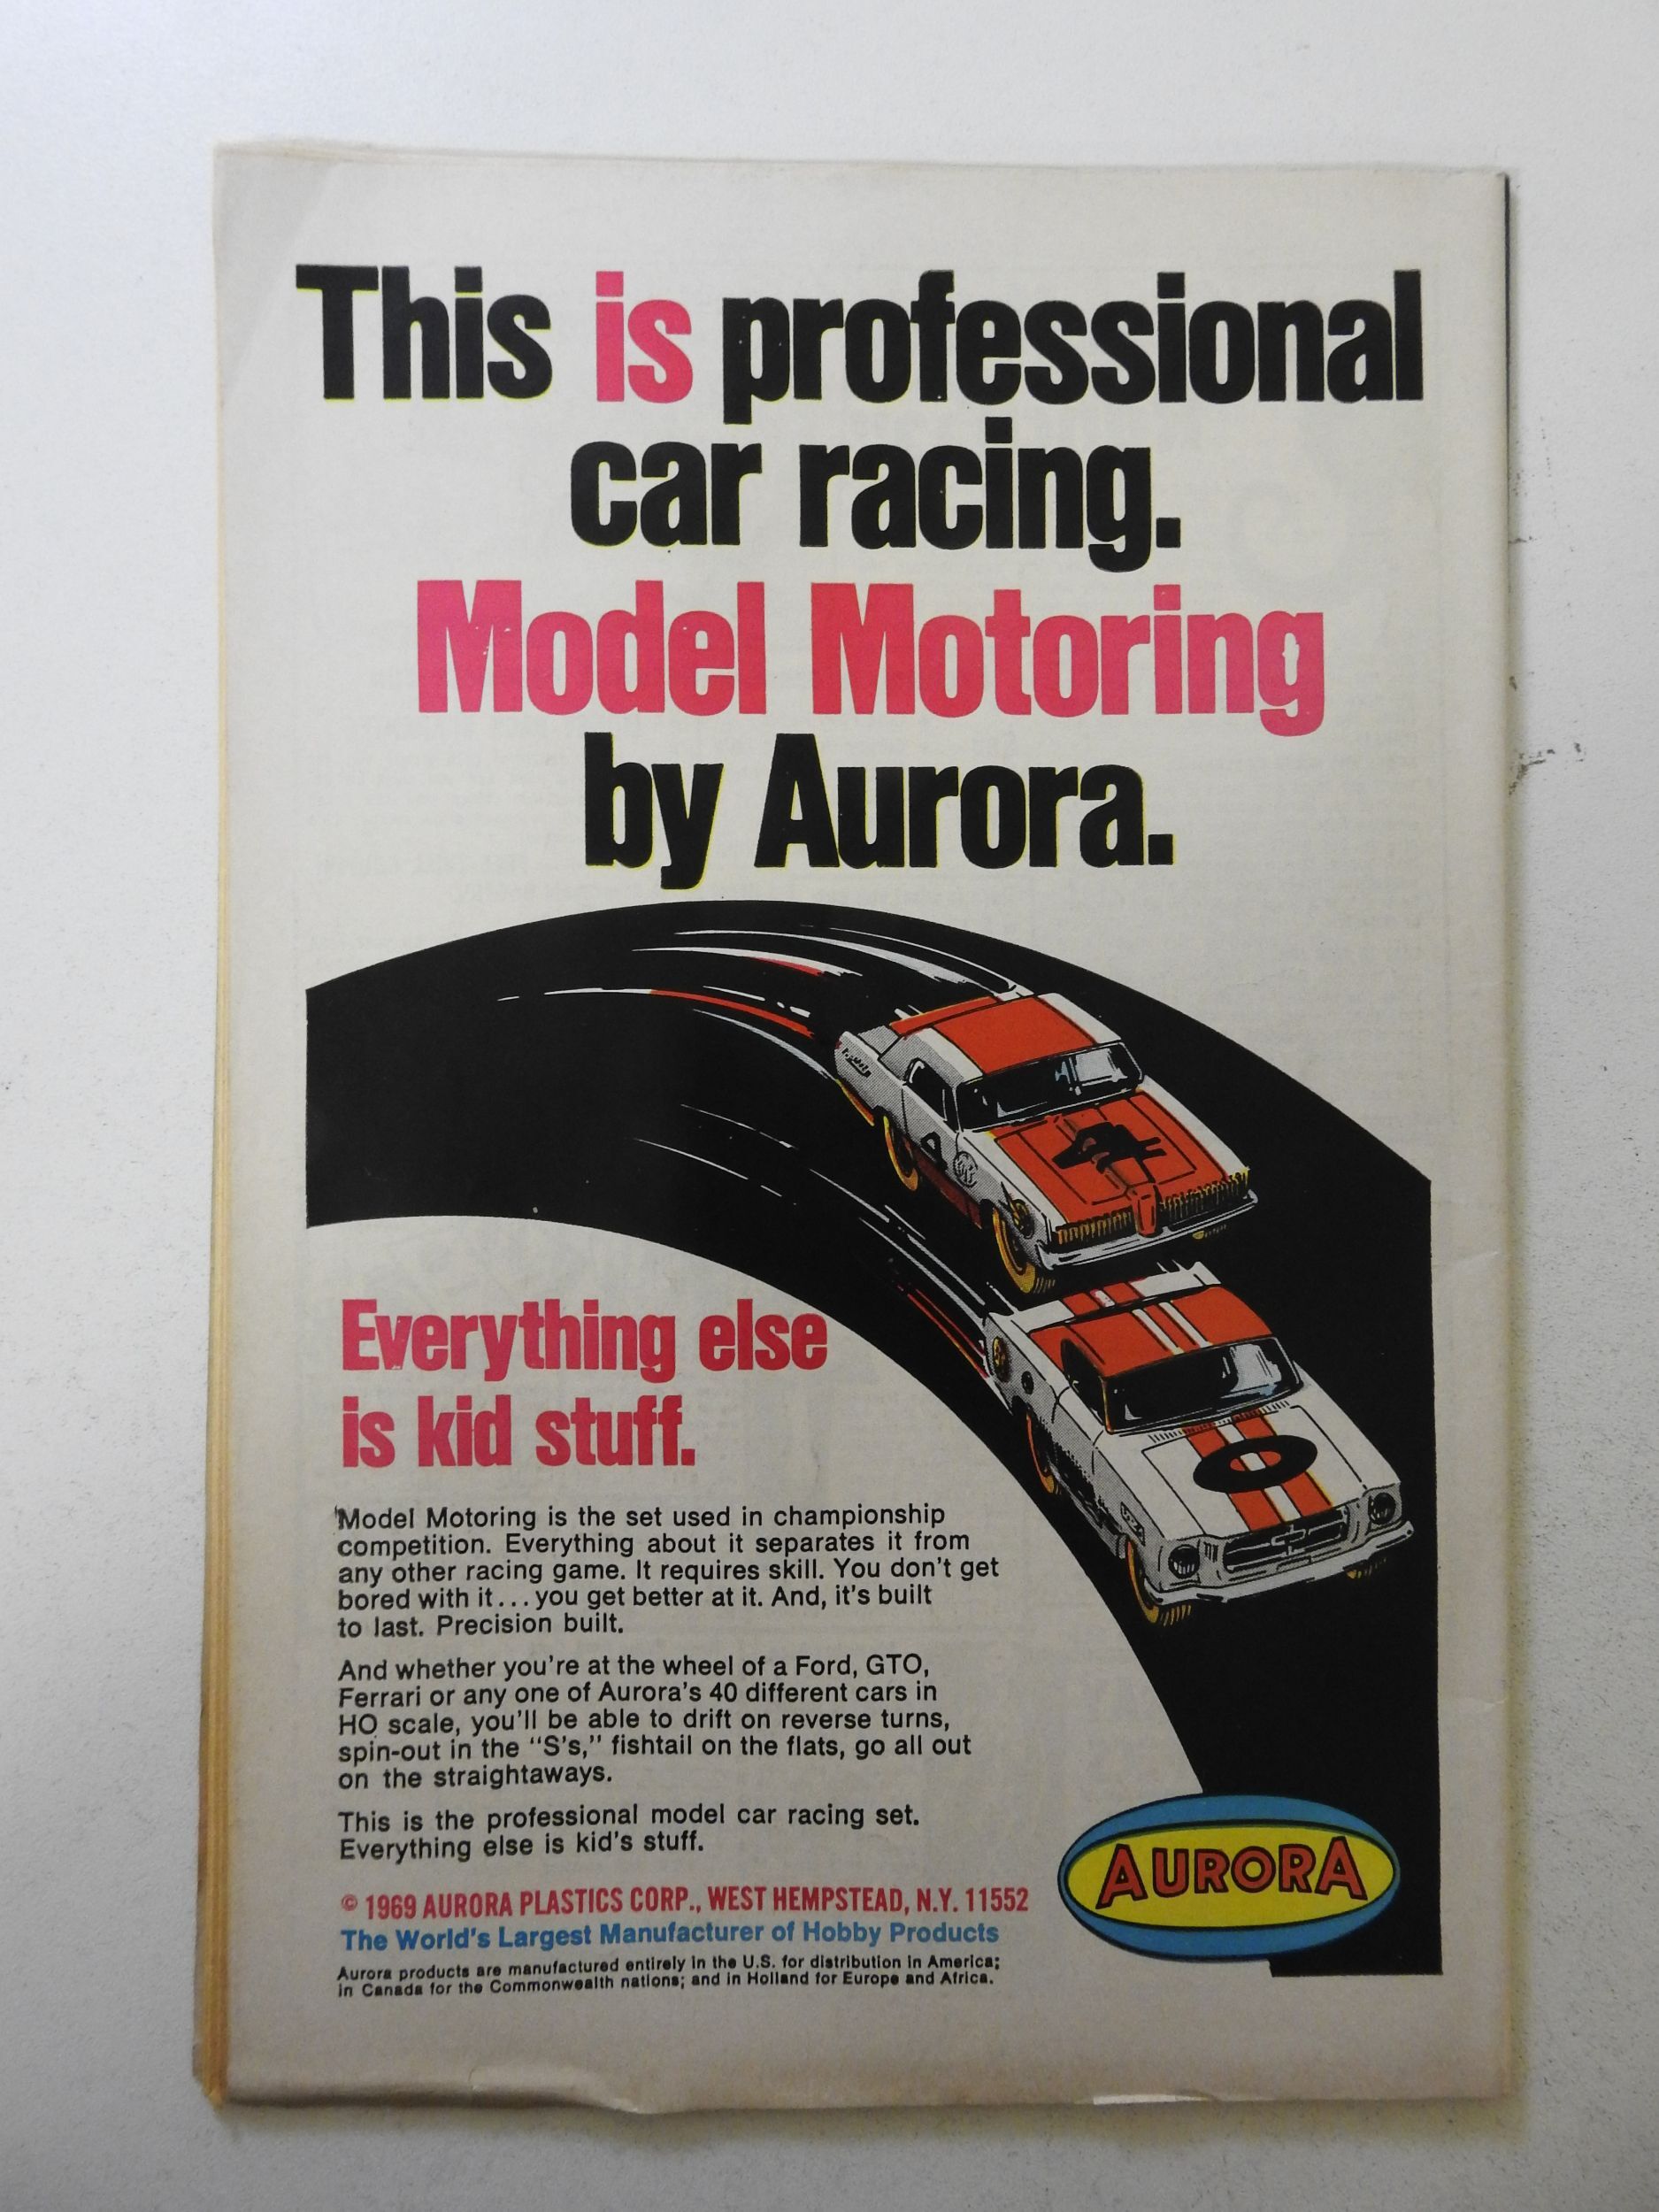 This is professional
car racing.
Model Motoring
by Aurora.
4
Everything else
is kid stuff.
Model Motoring is the set used in championship
competition. Everything about it separates it from
any other racing game. It requires skill. You don't get
bored with it...you get better at it. And, it's built
to last. Precision built.
And whether you're at the wheel of a Ford, GTO,
Ferrari or any one of Aurora's 40 different cars in
HO scale, you'll be able to drift on reverse turns,
spin-out in the "S's," fishtail on the flats, go all out
on the straightaways.
This is the professional model car racing set.
Everything else is kid's stuff.
© 1969 AURORA PLASTICS CORP., WEST HEMPSTEAD, N.Y. 11552
The World's Largest Manufacturer of Hobby Products
Aurora products are manufactured entirely in the U.S. for distribution in America;
in Canada for the Commonwealth nations; and in Holland for Europe and Africa.
AURORA